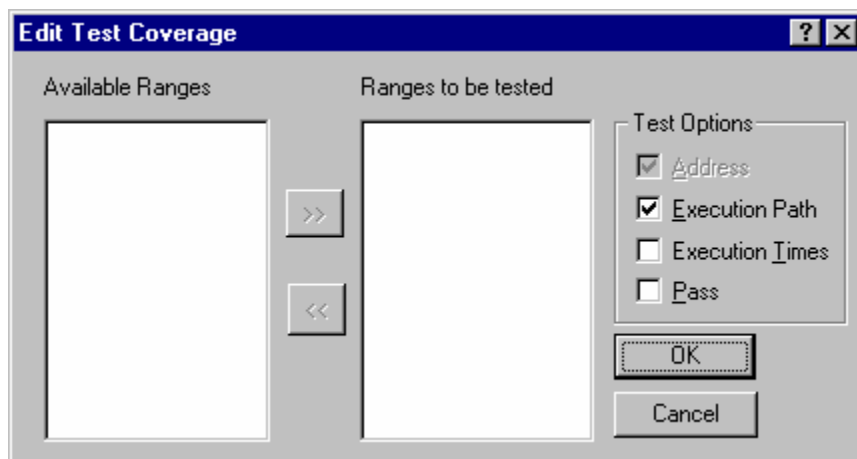 Edit Test Coverage
Available Ranges
Ranges to be tested
>>
<<
Test Options
Address
Execution Path
Execution Times
Pass
OK
Cancel